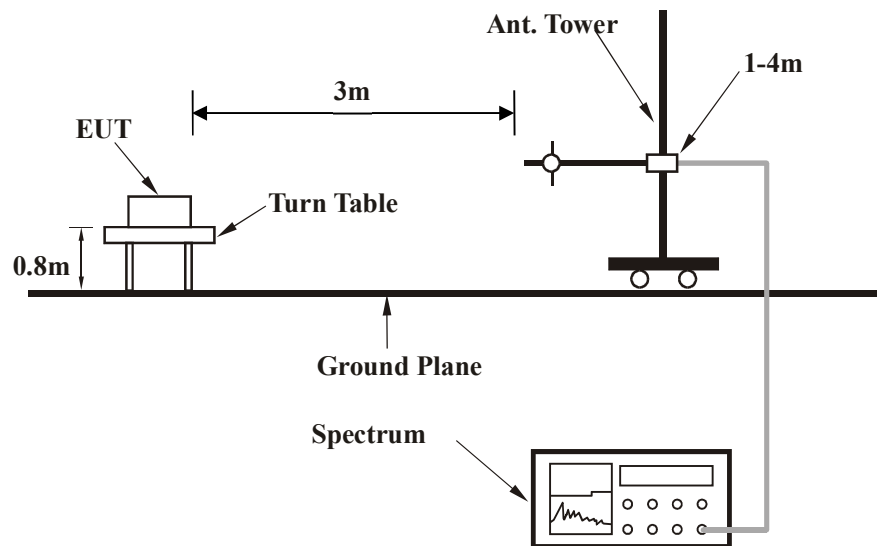 Ant. Tower
1-4m
3m
EUT
Turn Table
0.8m
Ground Plane
Spectrum